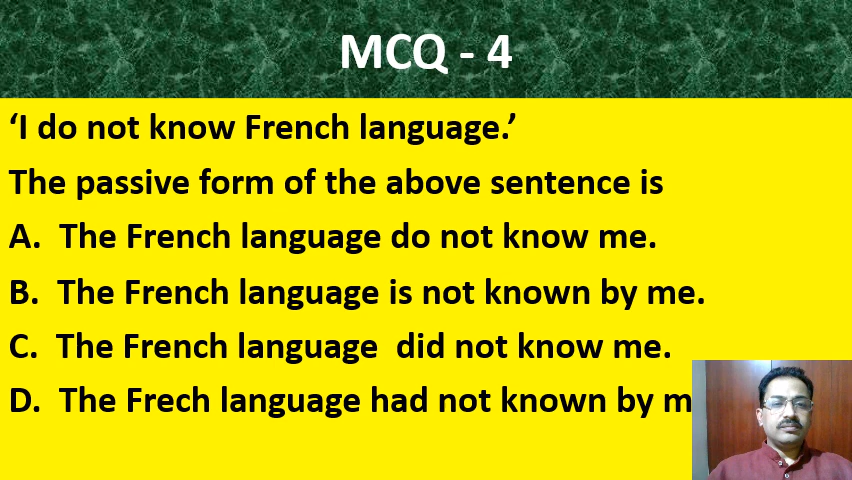 MCQ - 4
‘I do not know French language.’
The passive form of the above sentence is
A. The French language do not know me.
B. The French language is not known by me.
C. The French language did not know me.
D. The Frech language had not known by